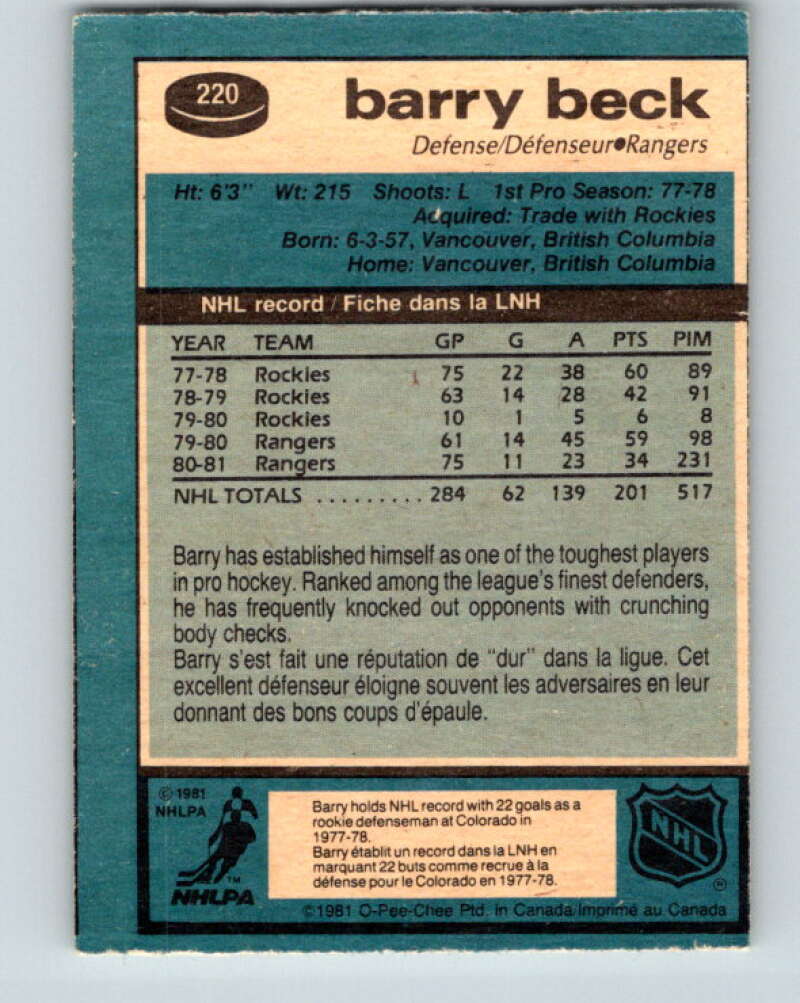 220
barry beck
Defense/Défenseur●Rangers
Ht: 6'3" Wt: 215 Shoots: L 1st Pro Season: 77-78
Acquired: Trade with Rockies
Born: 6-3-57, Vancouver, British Columbia
Home: Vancouver, British Columbia
NHL record / Fiche dans la LNH
YEAR TEAM GP G A PTS PIM
77-78 Rockies 75 22 38 60 89
78-79 Rockies 63 14 28 42 91
79-80 Rockies 10 1 5 6 8
79-80 Rangers 61 14 45 59 98
80-81 Rangers 75 11 23 34 231
NHL TOTALS ......... 284 62 139 201 517
Barry has established himself as one of the toughest players
in pro hockey. Ranked among the league's finest defenders,
he has frequently knocked out opponents with crunching
body checks.
Barry s'est fait une réputation de "dur" dans la ligue. Cet
excellent défenseur éloigne souvent les adversaires en leur
donnant des bons coups d'épaule.
© 1981
NHLPA
TM
NHLPA
Barry holds NHL record with 22 goals as a
rookie defenseman at Colorado in
1977-78.
Barry établit un record dans la LNH en
marquant 22 buts comme recrue à la
défense pour le Colorado en 1977-78.
NHL
®
©1981 O-Pee-Chee Ptd. in Canada/Imprimé au Canada